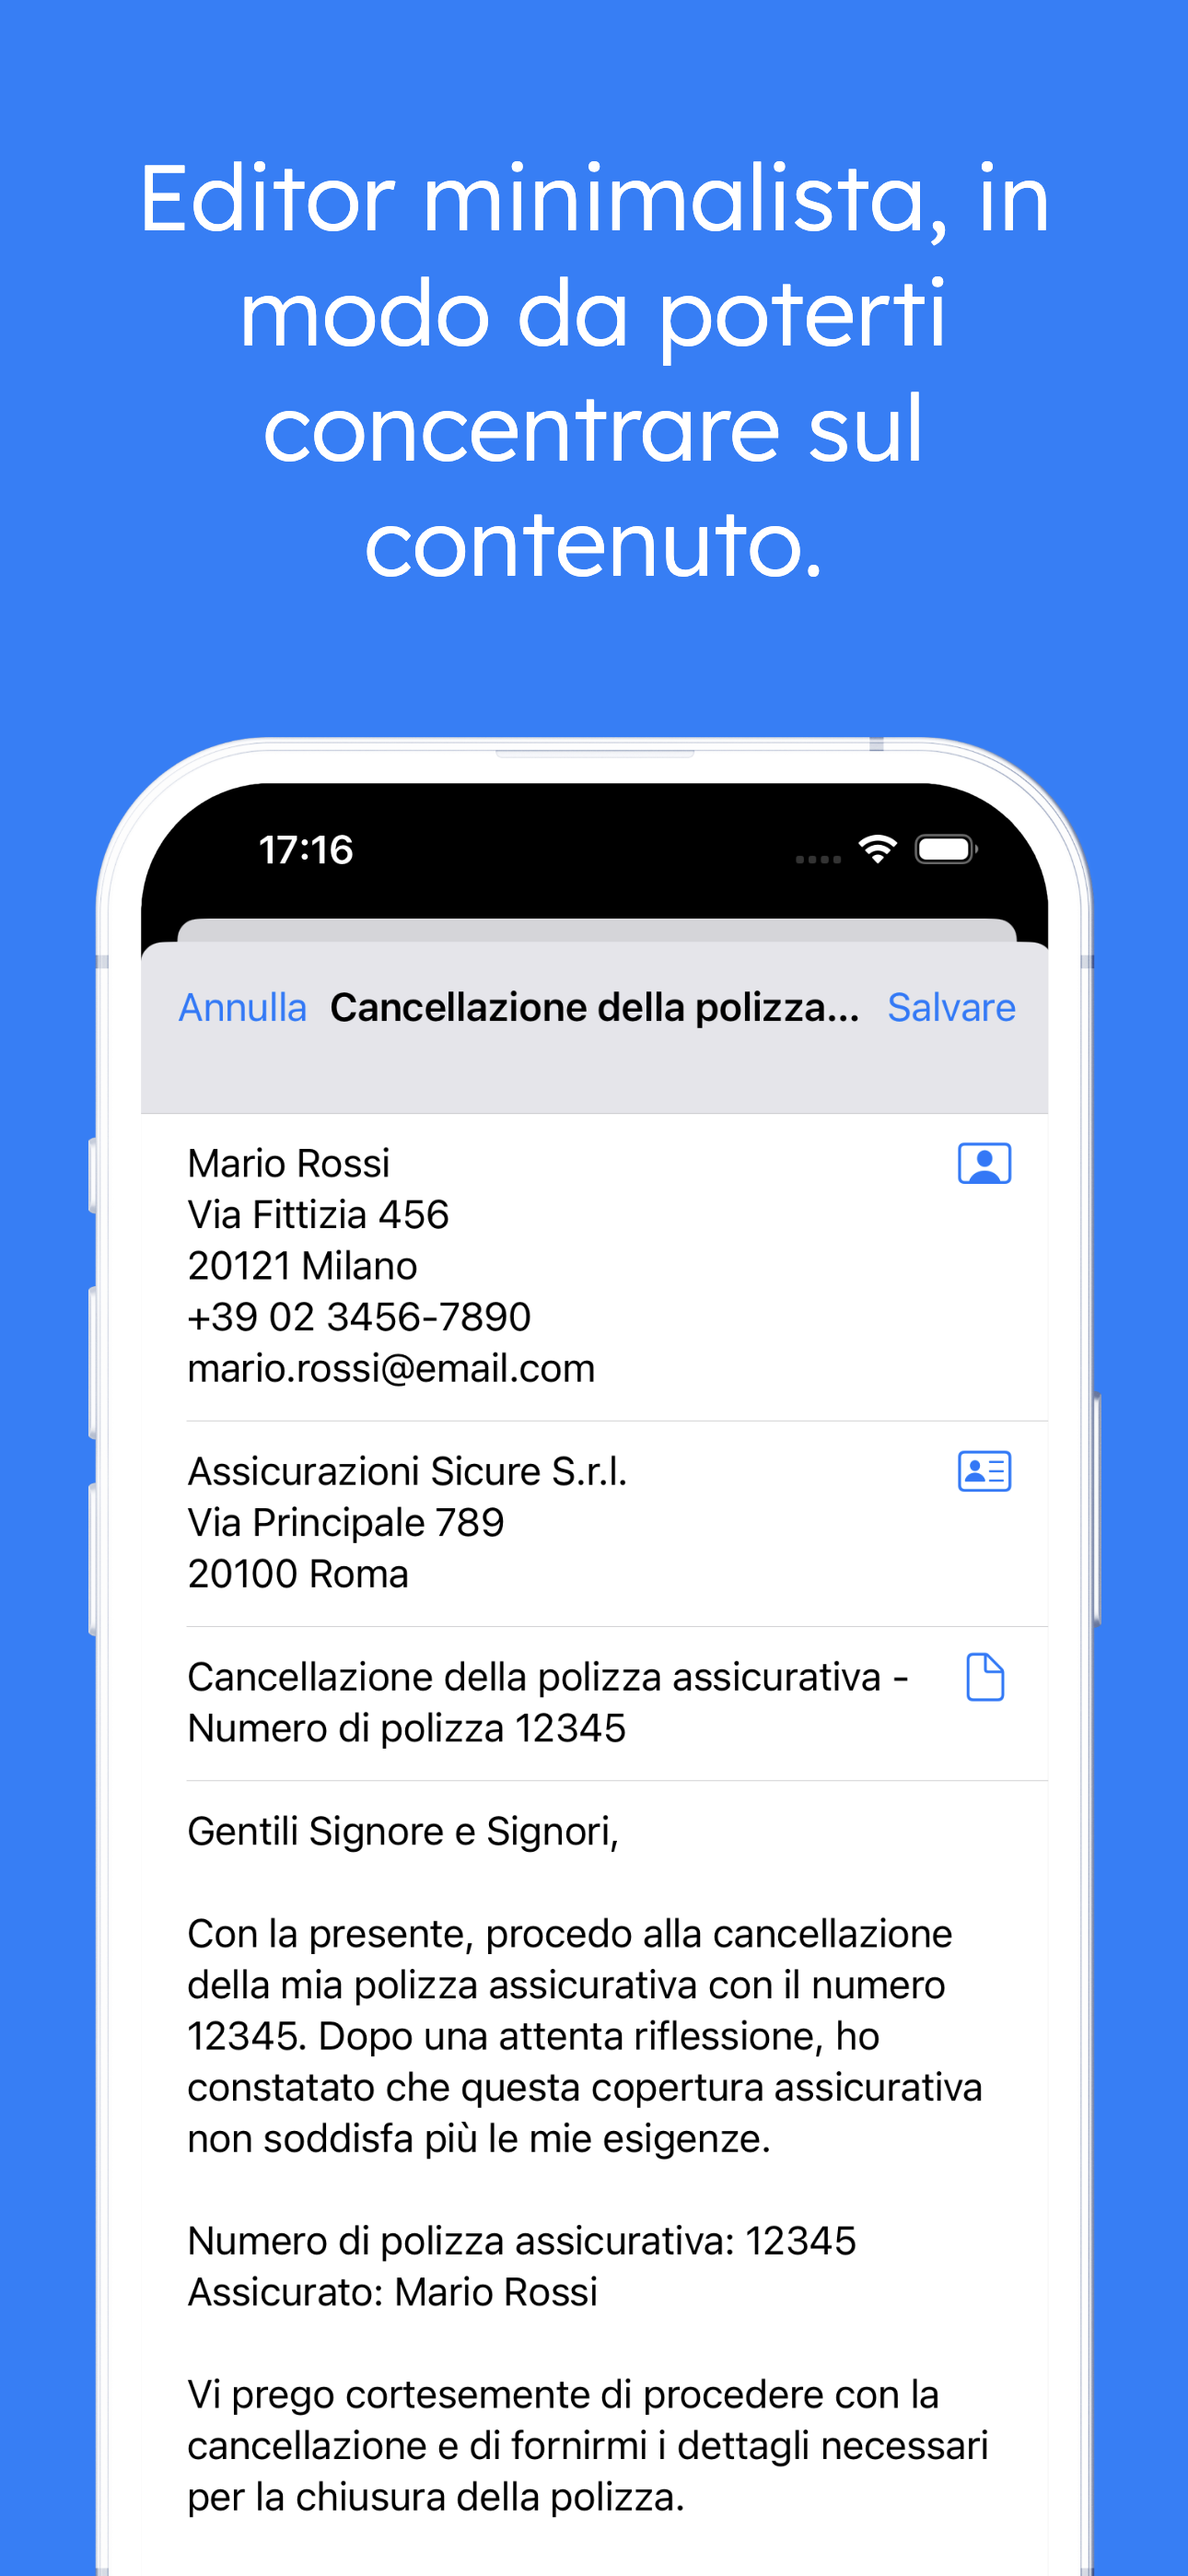 Editor minimalista, in
modo da poterti
concentrare sul
contenuto.
17:16
Annulla Cancellazione della polizza... Salvare
Mario Rossi
Via Fittizia 456
20121 Milano
+39 02 3456-7890
mario.rossi@email.com
Assicurazioni Sicure S.r.l.
Via Principale 789
20100 Roma
Cancellazione della polizza assicurativa -
Numero di polizza 12345
Gentili Signore e Signori,
Con la presente, procedo alla cancellazione
della mia polizza assicurativa con il numero
12345. Dopo una attenta riflessione, ho
constatato che questa copertura assicurativa
non soddisfa più le mie esigenze.
Numero di polizza assicurativa: 12345
Assicurato: Mario Rossi
Vi prego cortesemente di procedere con la
cancellazione e di fornirmi i dettagli necessari
per la chiusura della polizza.